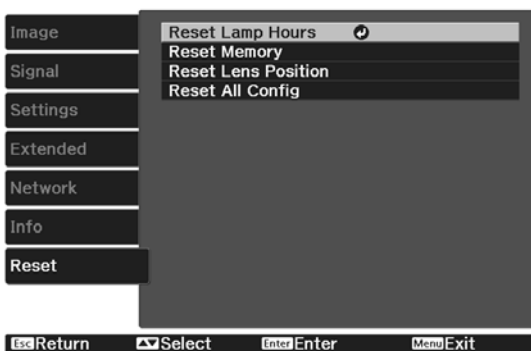 Image
Signal
Settings
Extended
Network
Info
Reset
Reset Lamp Hours
Reset Memory
Reset Lens Position
Reset All Config
Esc Return Select Enter Enter Menu Exit